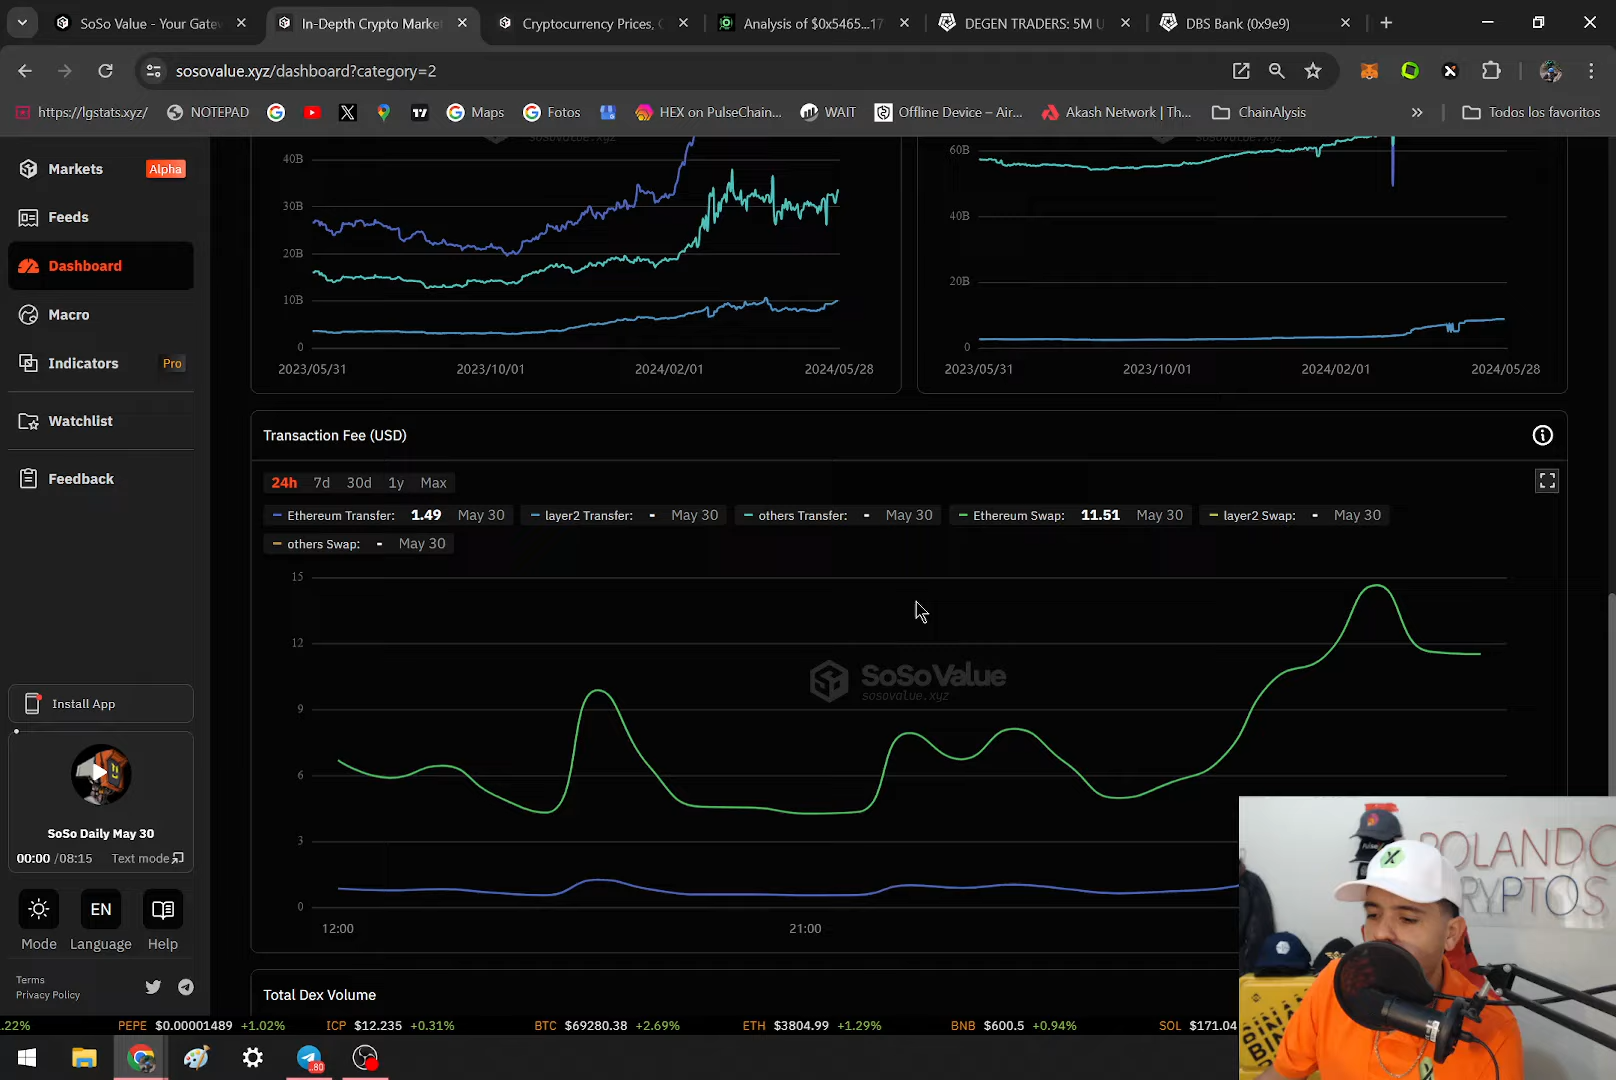 SoSo Value - Your Gatew
In-Depth Crypto Marke
Cryptocurrency Prices, C
Analysis of $0x5465...17
DEGEN TRADERS: 5M U
DBS Bank (0x9e9)
sosovalue.xyz/dashboard?category=2
https://lgstats.xyz/
NOTEPAD
Maps
Fotos
HEX on PulseChain...
WAIT
Offline Device – Air...
Akash Network | Th...
ChainAlysis
»
Todos los favoritos
Markets
Alpha
Feeds
Dashboard
Macro
Indicators
Pro
Watchlist
Feedback
Install App
SoSo Daily May 30
00:00 /08:15 Text mode
EN
Mode Language Help
Terms
Privacy Policy
sosovalue.xyz
40B
30B
20B
10B
0
2023/05/31 2023/10/01 2024/02/01 2024/05/28
sosovalue.xyz
60B
40B
20B
0
2023/05/31 2023/10/01 2024/02/01 2024/05/28
Transaction Fee (USD)
24h 7d 30d 1y Max
Ethereum Transfer: 1.49 May 30 layer2 Transfer: - May 30 others Transfer: - May 30 Ethereum Swap: 11.51 May 30 layer2 Swap: - May 30
others Swap: - May 30
15
12
9
6
3
0
12:00 21:00
SoSoValue
sosovalue.xyz
Total Dex Volume
.22% PEPE $0.00001489 +1.02% ICP $12.235 +0.31% BTC $69280.38 +2.69% ETH $3804.99 +1.29% BNB $600.5 +0.94% SOL $171.04
80
ROLANDO
CRYPTOS
X